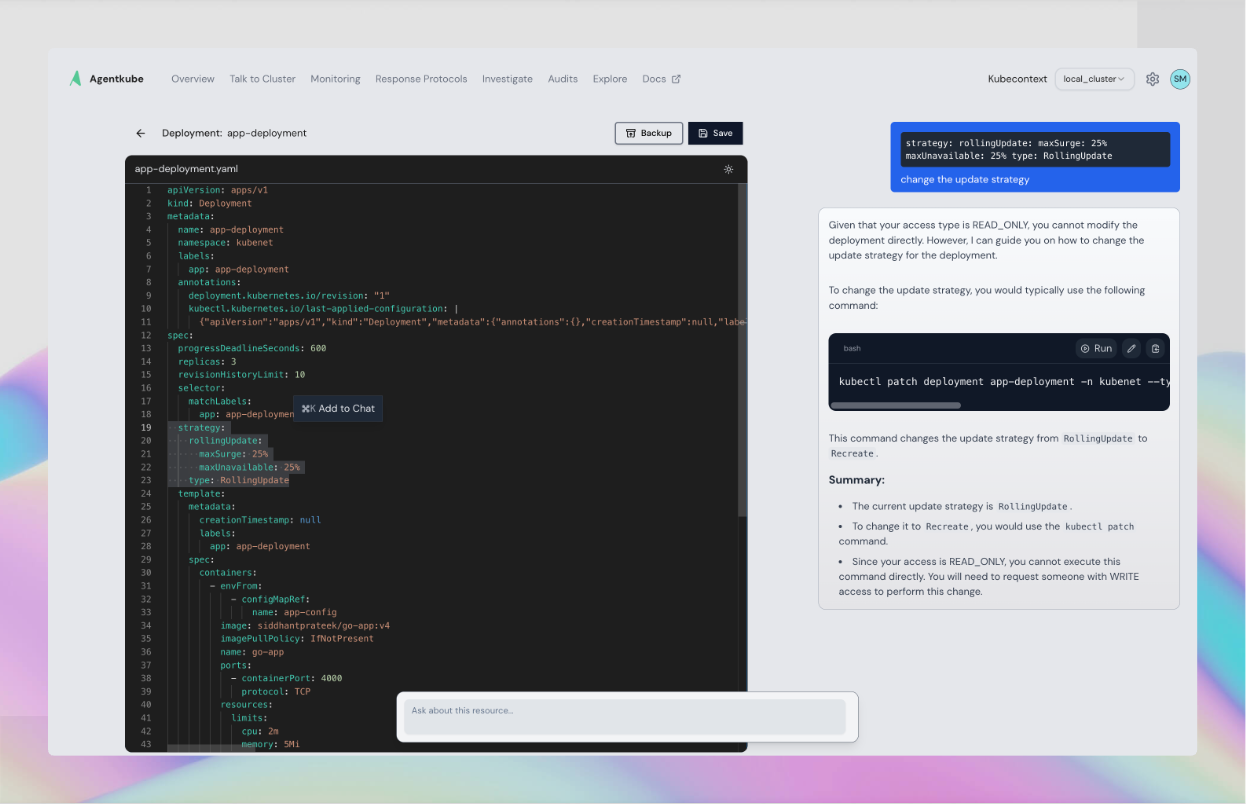 Agentkube Overview Talk to Cluster Monitoring Response Protocols Investigate Audits Explore Docs Kubecontext local_cluster SM
Deployment: app-deployment Backup Save
app-deployment.yaml
1 apiVersion: apps/v1
2 kind: Deployment
3 metadata:
4 name: app-deployment
5 namespace: kubenet
6 labels:
7 app: app-deployment
8 annotations:
9 deployment.kubernetes.io/revision: "1"
10 kubectl.kubernetes.io/last-applied-configuration: |
11 {"apiVersion":"apps/v1","kind":"Deployment","metadata":{"annotations":{},"creationTimestamp":null,"labe
12 spec:
13 progressDeadlineSeconds: 600
14 replicas: 3
15 revisionHistoryLimit: 10
16 selector:
17 matchLabels:
18 app: app-deploymen
⌘K Add to Chat
19 strategy:
20 rollingUpdate:
21 maxSurge: 25%
22 maxUnavailable: 25%
23 type: RollingUpdate
24 template:
25 metadata:
26 creationTimestamp: null
27 labels:
28 app: app-deployment
29 spec:
30 containers:
31 - envFrom:
32 - configMapRef:
33 name: app-config
34 image: siddhantprateek/go-app:v4
35 imagePullPolicy: IfNotPresent
36 name: go-app
37 ports:
38 - containerPort: 4000
39 protocol: TCP
40 resources:
41 limits:
42 cpu: 2m
43 memory: 5Mi
Ask about this resource...
strategy: rollingUpdate: maxSurge: 25%
maxUnavailable: 25% type: RollingUpdate
change the update strategy
Given that your access type is READ_ONLY, you cannot modify the
deployment directly. However, I can guide you on how to change the
update strategy for the deployment.
To change the update strategy, you would typically use the following
command:
bash Run
kubectl patch deployment app-deployment -n kubenet --ty
This command changes the update strategy from RollingUpdate to
Recreate.
Summary:
• The current update strategy is RollingUpdate.
• To change it to Recreate, you would use the kubectl patch
command.
• Since your access is READ_ONLY, you cannot execute this
command directly. You will need to request someone with WRITE
access to perform this change.